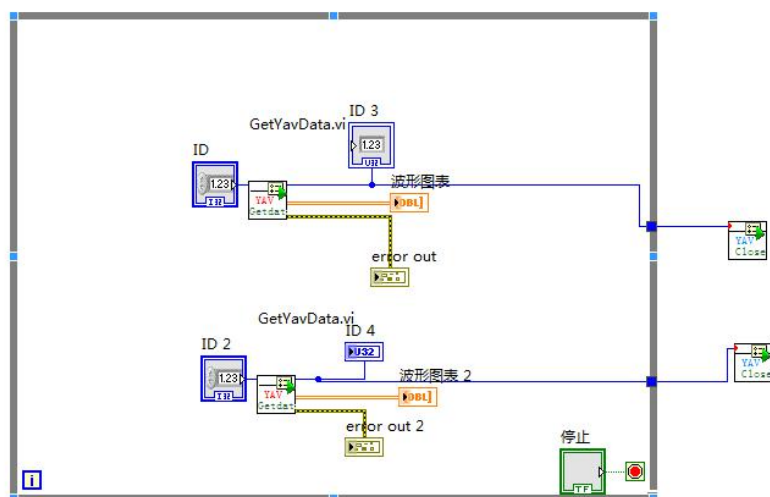 ID 3
GetYavData.vi
1.23
U32
ID
1.23
I32
YAV
Getdat
波形图表
DBL
error out
YAV
Close
GetYavData.vi
ID 4
U32
ID 2
1.23
I32
YAV
Getdat
波形图表 2
DBL
error out 2
YAV
Close
停止
TF
i